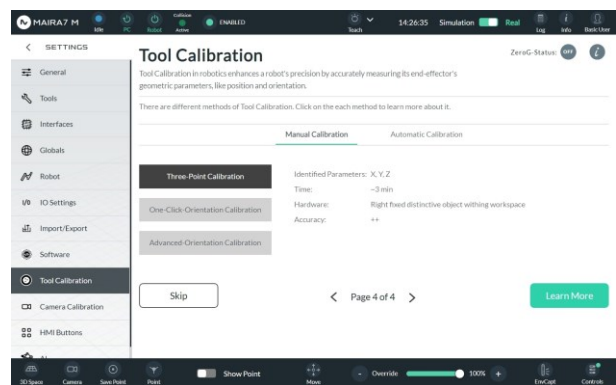 MAIRA7 M
Idle
PC
Robot
Collision
Active
ENABLED
Arch
14:26:35
Simulation
Real
Log
Info
Basic User
SETTINGS
General
Tools
Interfaces
Globals
Robot
I/O IO Settings
Import/Export
Software
Tool Calibration
Camera Calibration
HMI Buttons
Tool Calibration
ZeroG-Status: OFF
Tool Calibration in robotics enhances a robot's precision by accurately measuring its end-effector's
geometric parameters, like position and orientation.
There are different methods of Tool Calibration. Click on the each method to learn more about it.
Manual Calibration
Automatic Calibration
Three-Point Calibration
One-Click-Orientation Calibration
Advanced-Orientation Calibration
Identified Parameters: X, Y, Z
Time: ~3 min
Hardware: Right fixed distinctive object withing workspace
Accuracy: ++
Skip
Page 4 of 4
Learn More
3D Space
Camera
Save Point
Point
Show Point
Move
- Override 100% +
EnvCapt
Controls